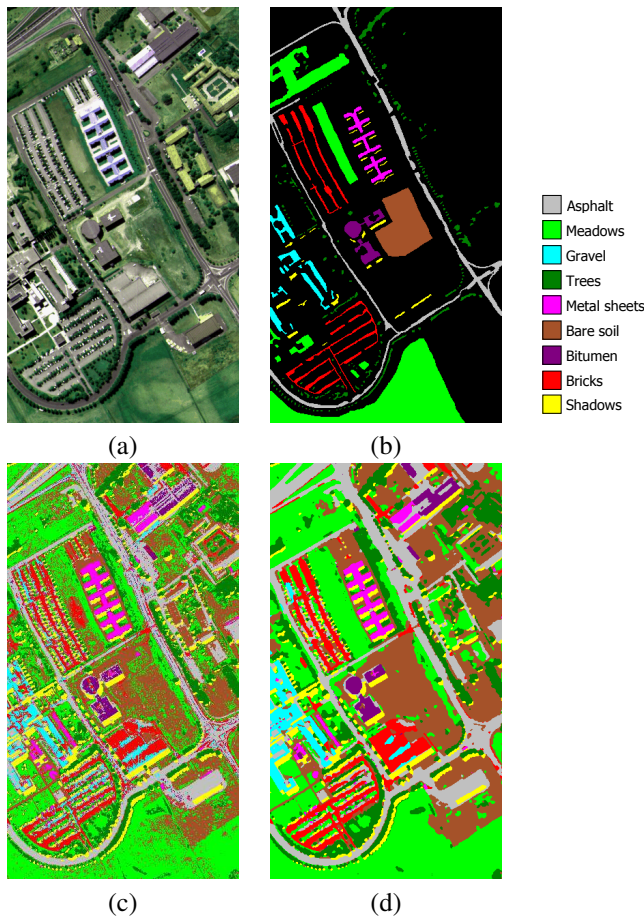 Asphalt
Meadows
Gravel
Trees
Metal sheets
Bare soil
Bitumen
Bricks
Shadows
(a)
(b)
(c)
(d)